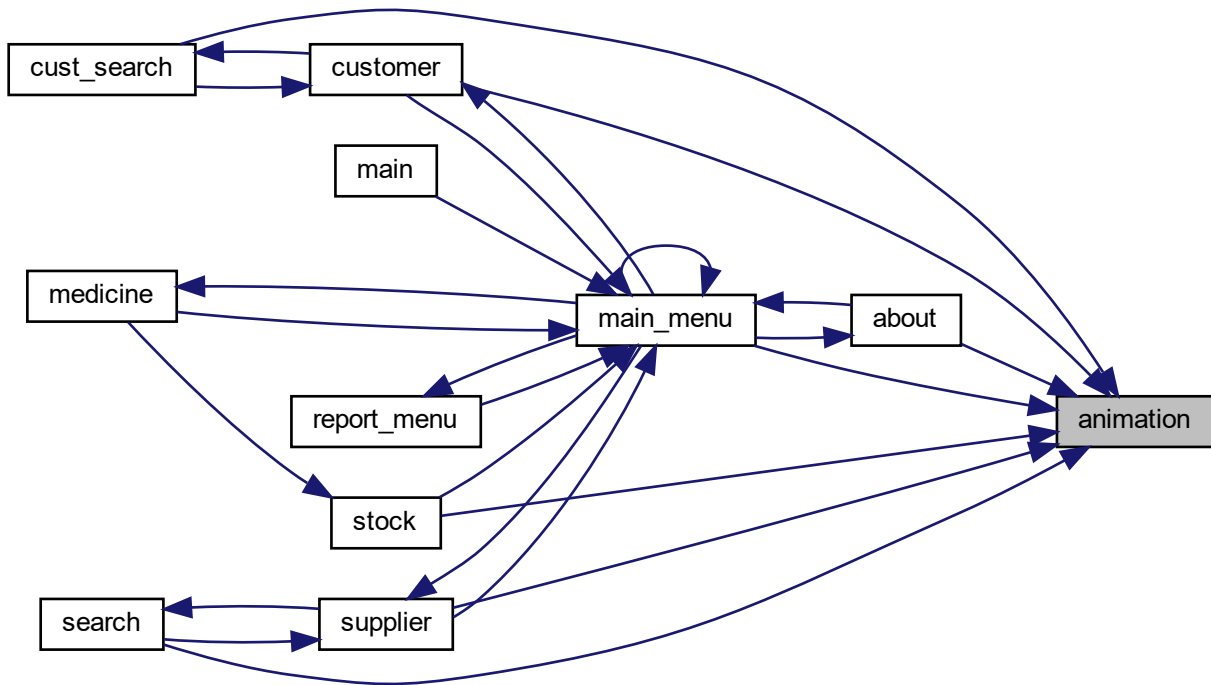 cust_search
customer
main
medicine
main_menu
about
report_menu
animation
stock
search
supplier